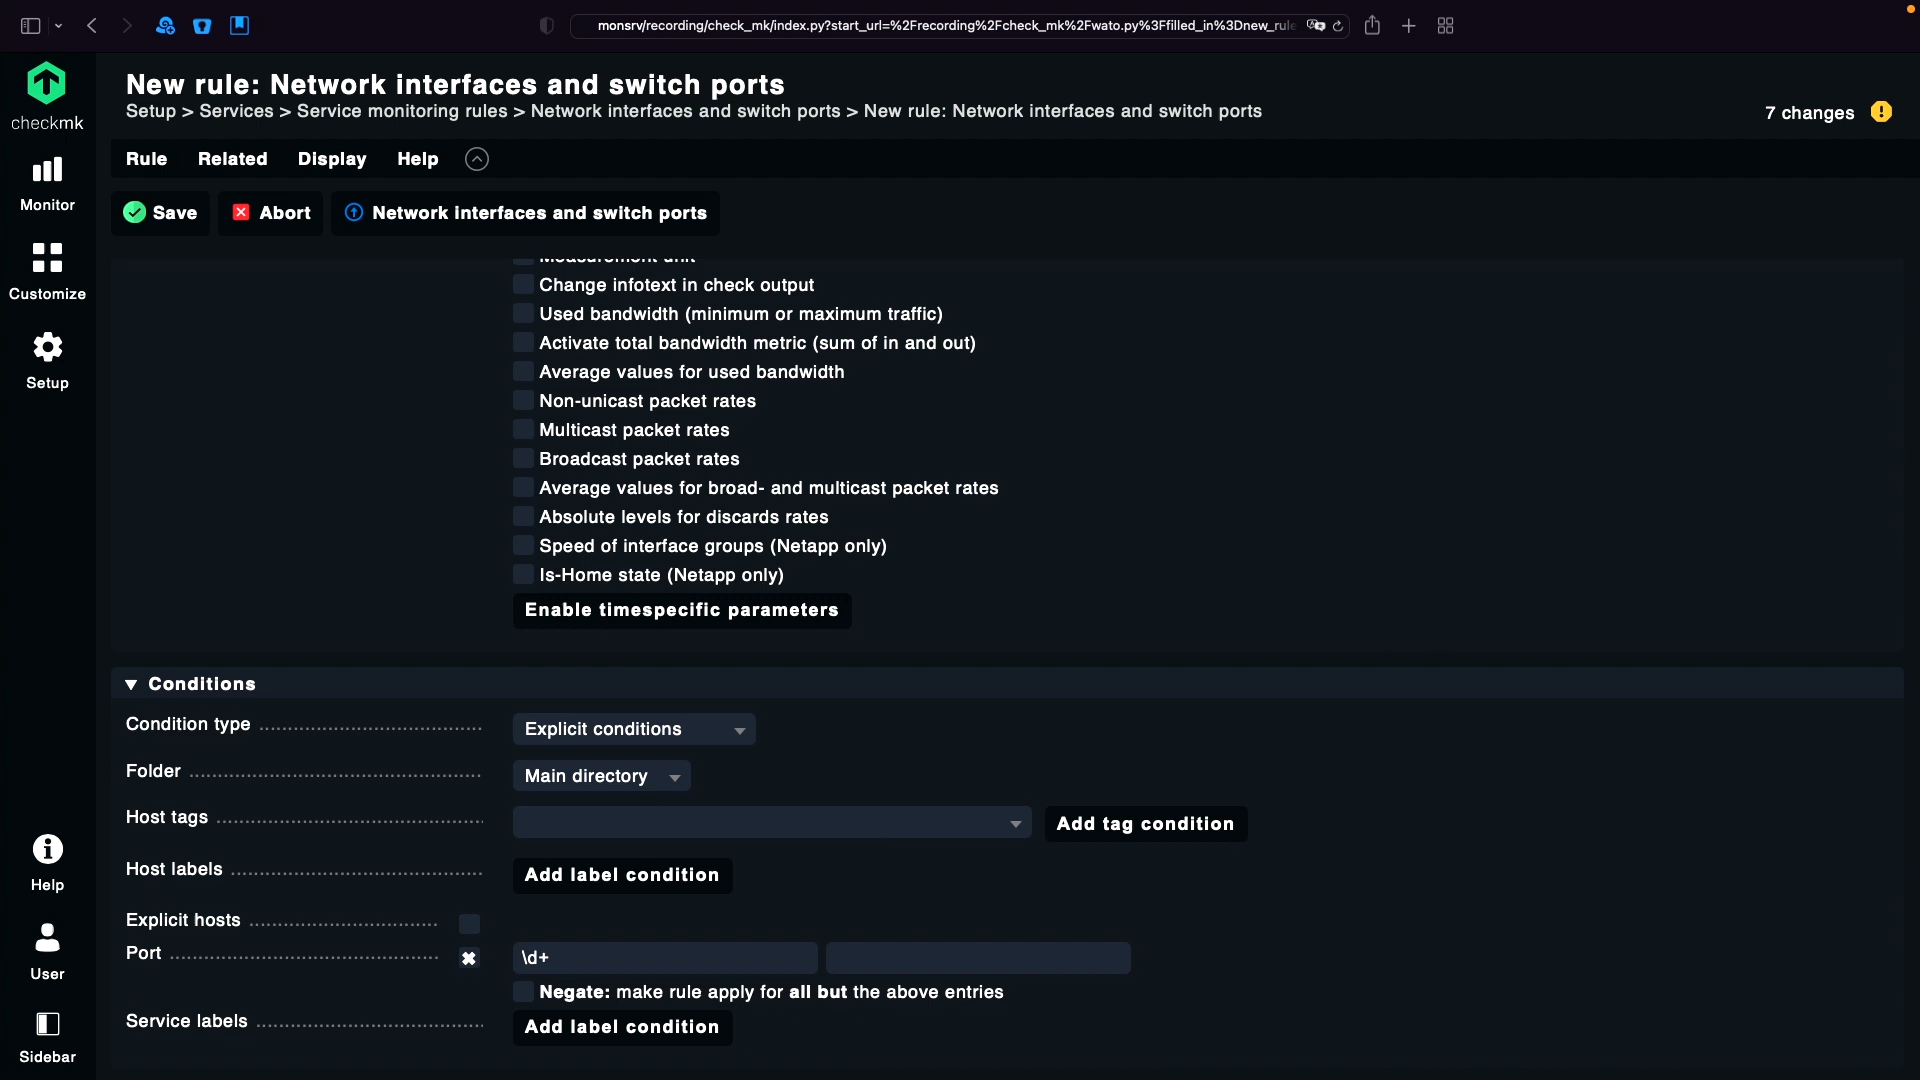 monsrv/recording/check_mk/index.py?start_url=%2Frecording%2Fcheck_mk%2Fwato.py%3Ffilled_in%3Dnew_rule
checkmk
New rule: Network interfaces and switch ports
Setup > Services > Service monitoring rules > Network interfaces and switch ports > New rule: Network interfaces and switch ports
7 changes
Rule Related Display Help
Save Abort Network interfaces and switch ports
Monitor
Customize
Setup
Measurement unit
Change infotext in check output
Used bandwidth (minimum or maximum traffic)
Activate total bandwidth metric (sum of in and out)
Average values for used bandwidth
Non-unicast packet rates
Multicast packet rates
Broadcast packet rates
Average values for broad- and multicast packet rates
Absolute levels for discards rates
Speed of interface groups (Netapp only)
Is-Home state (Netapp only)
Enable timespecific parameters
Conditions
Condition type Explicit conditions
Folder Main directory
Host tags Add tag condition
Host labels Add label condition
Explicit hosts
Port \d+
Negate: make rule apply for all but the above entries
Service labels Add label condition
Help
User
Sidebar